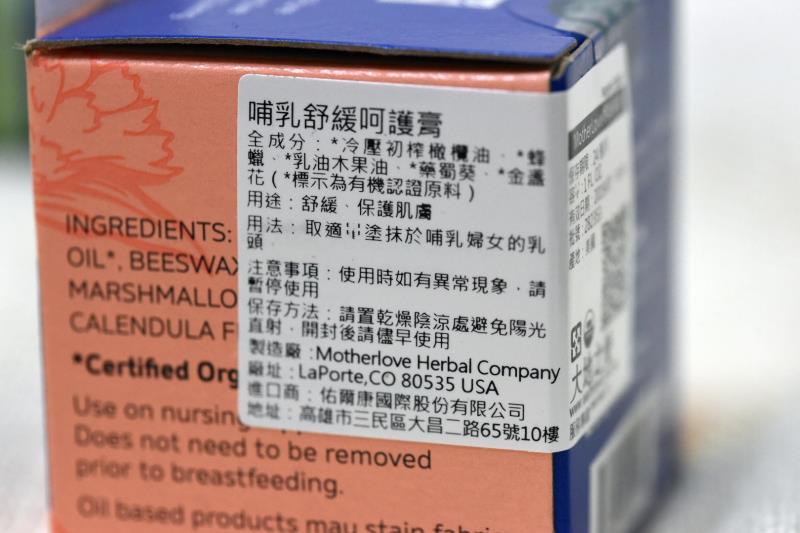 哺乳舒緩呵護膏
全成分：*冷壓初榨橄欖油、*蜂
蠟、*乳油木果油、*藥蜀葵、*金盞
花（*標示為有機認證原料）
用途：舒緩、保護肌膚
用法：取適 塗抹於哺乳婦女的乳
頭
注意事項：使用時如有異常現象，請
暫停使用
保存方法：請置乾燥陰涼處避免陽光
直射，開封後請儘早使用
製造廠：Motherlove Herbal Company
廠址：LaPorte,CO 80535 USA
進口商：佑爾康國際股份有限公司
地址：高雄市三民區大昌二路65號10樓
INGREDIENTS:
OIL*, BEESWAX
MARSHMALLO
CALENDULA F
*Certified Org
Use on nursing
Does not need to be removed
prior to breastfeeding.
Oil based products may stain fabri
產地：美國